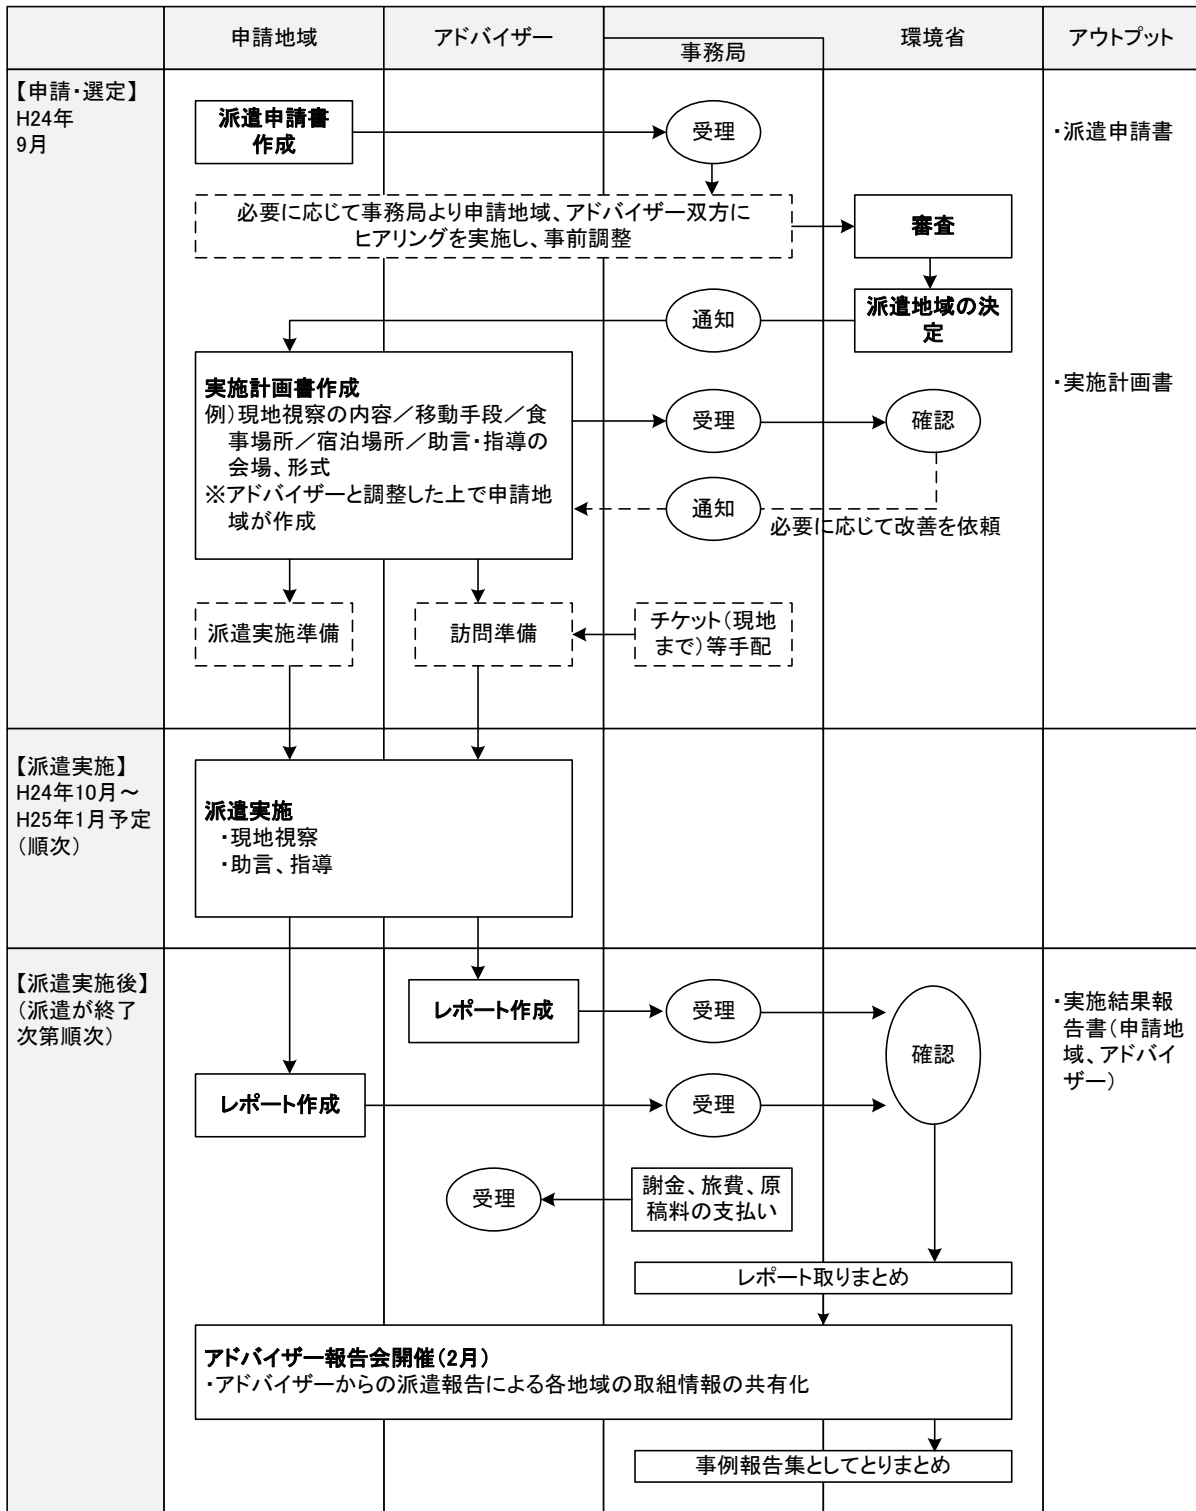 申請地域
アドバイザー
事務局
環境省
アウトプット
【申請・選定】
H24年
9月
派遣申請書
作成
受理
・派遣申請書
必要に応じて事務局より申請地域、アドバイザー双方に
ヒアリングを実施し、事前調整
審査
通知
派遣地域の決
定
実施計画書作成
例）現地視察の内容／移動手段／食
事場所／宿泊場所／助言・指導の
会場、形式
※アドバイザーと調整した上で申請地
域が作成
受理
確認
・実施計画書
通知
必要に応じて改善を依頼
派遣実施準備
訪問準備
チケット（現地
まで）等手配
【派遣実施】
H24年10月～
H25年1月予定
（順次）
派遣実施
・現地視察
・助言、指導
【派遣実施後】
（派遣が終了
次第順次）
レポート作成
受理
確認
・実施結果報
告書（申請地
域、アドバイ
ザー）
レポート作成
受理
受理
謝金、旅費、原
稿料の支払い
レポート取りまとめ
アドバイザー報告会開催（2月）
・アドバイザーからの派遣報告による各地域の取組情報の共有化
事例報告集としてとりまとめ